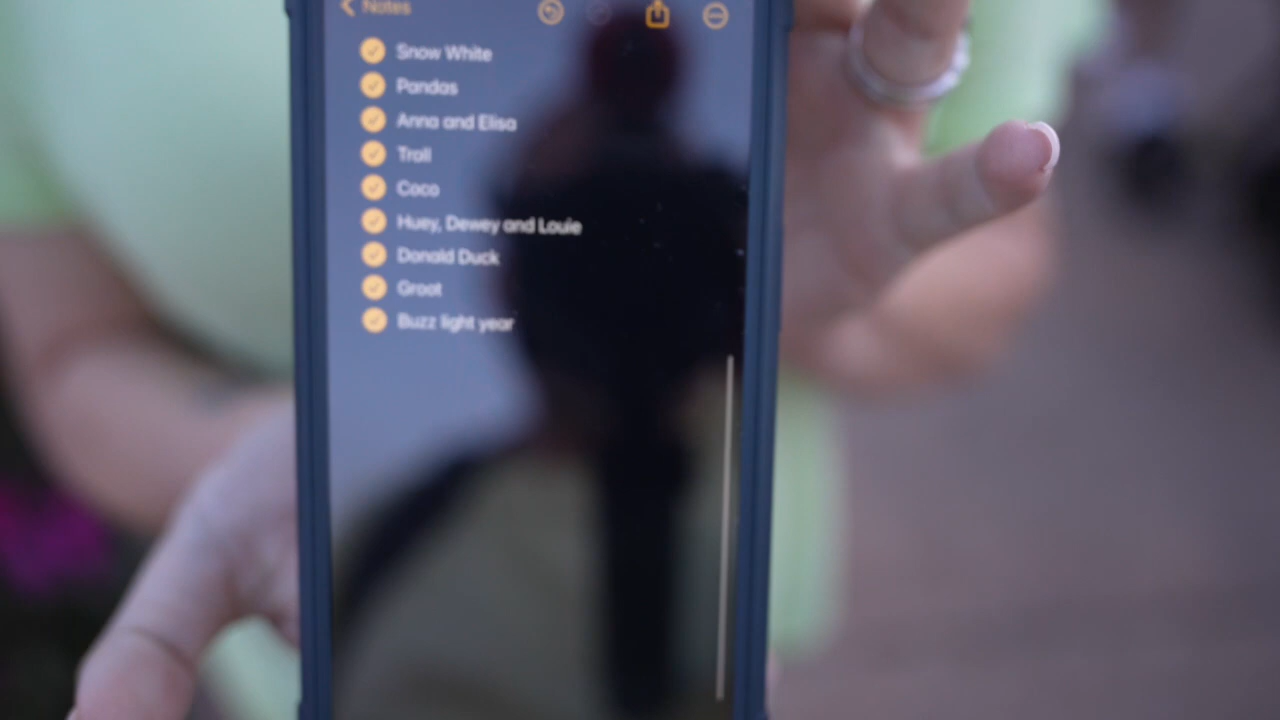 Notes
Snow White
Pandas
Anna and Elisa
Troll
Coco
Huey, Dewey and Louie
Donald Duck
Groot
Buzz light year